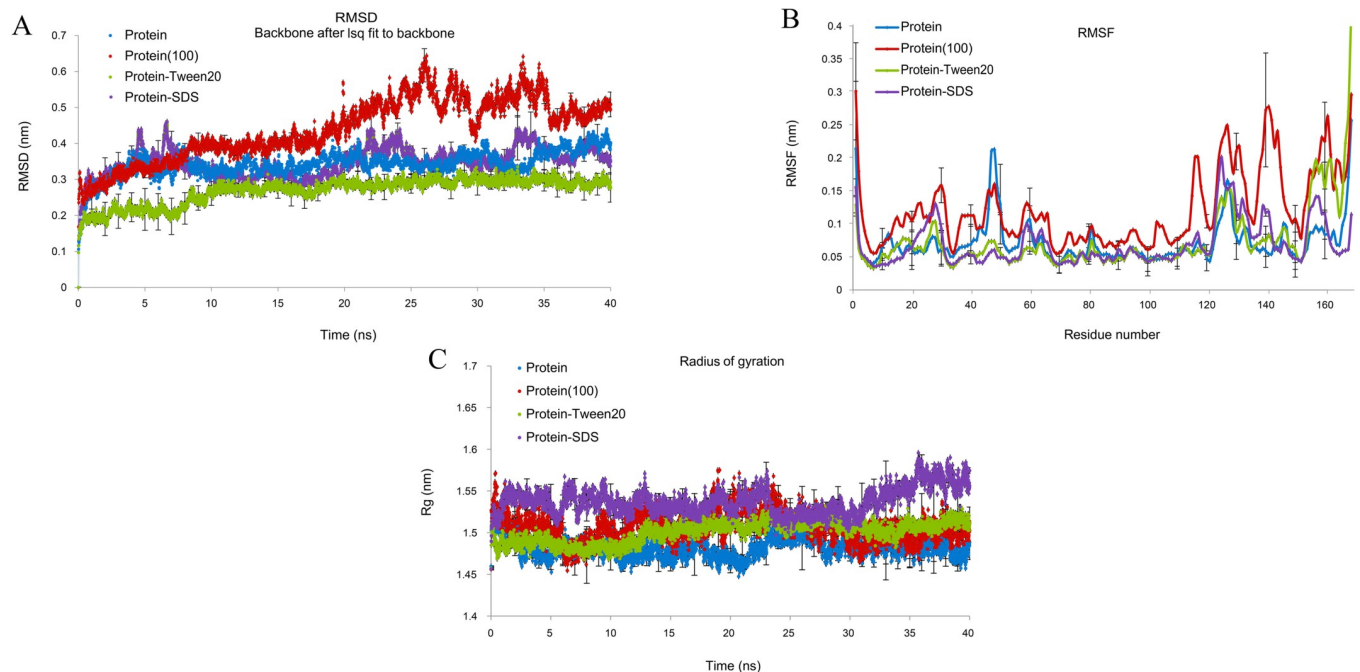 A
RMSD
Backbone after lsq fit to backbone
Protein
Protein(100)
Protein-Tween20
Protein-SDS
RMSD (nm)
0.7
0.6
0.5
0.4
0.3
0.2
0.1
0
0 5 10 15 20 25 30 35 40
Time (ns)
B
RMSF
Protein
Protein(100)
Protein-Tween20
Protein-SDS
RMSF (nm)
0.4
0.35
0.3
0.25
0.2
0.15
0.1
0.05
0
0 20 40 60 80 100 120 140 160
Residue number
C
Radius of gyration
Protein
Protein(100)
Protein-Tween20
Protein-SDS
Rg (nm)
1.7
1.65
1.6
1.55
1.5
1.45
1.4
0 5 10 15 20 25 30 35 40
Time (ns)